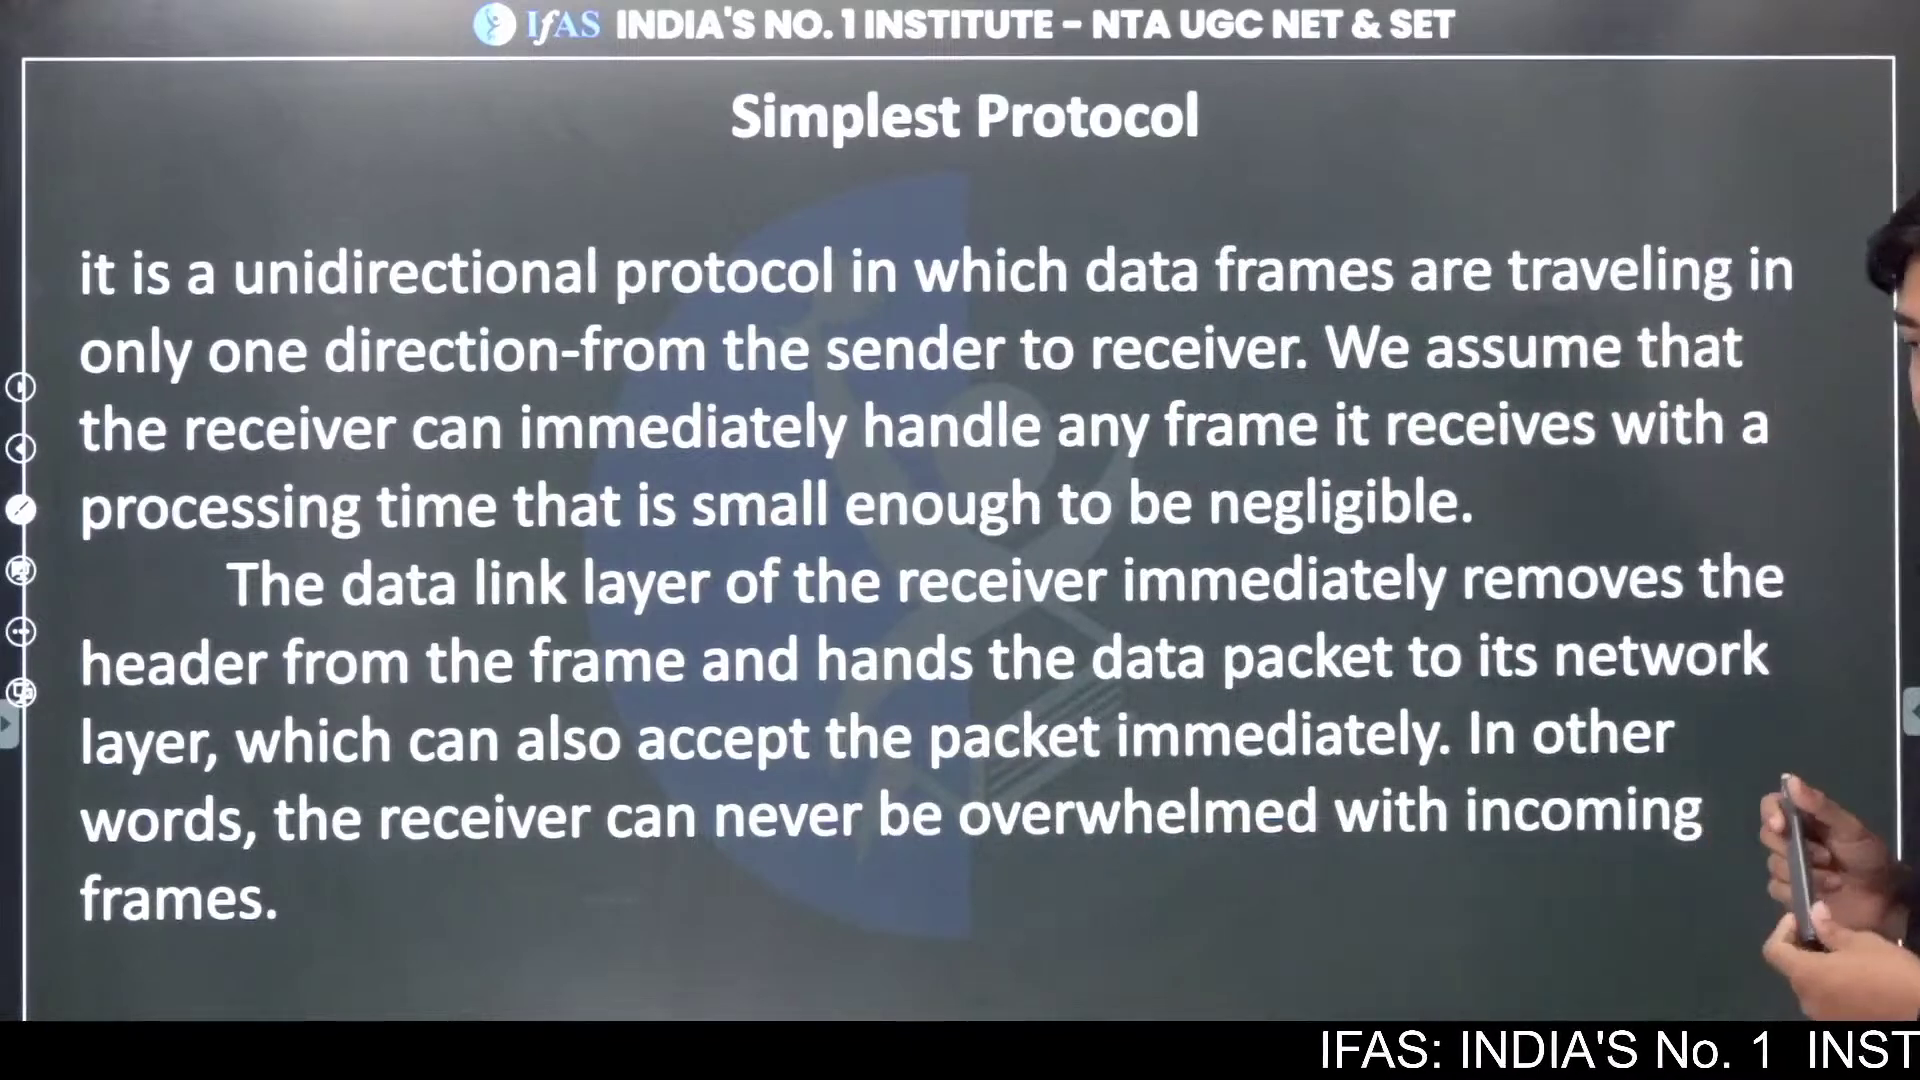 IfAS INDIA'S NO. 1 INSTITUTE - NTA UGC NET & SET
Simplest Protocol
it is a unidirectional protocol in which data frames are traveling in
only one direction-from the sender to receiver. We assume that
the receiver can immediately handle any frame it receives with a
processing time that is small enough to be negligible.
The data link layer of the receiver immediately removes the
header from the frame and hands the data packet to its network
layer, which can also accept the packet immediately. In other
words, the receiver can never be overwhelmed with incoming
frames.
IFAS: INDIA'S No. 1 INST